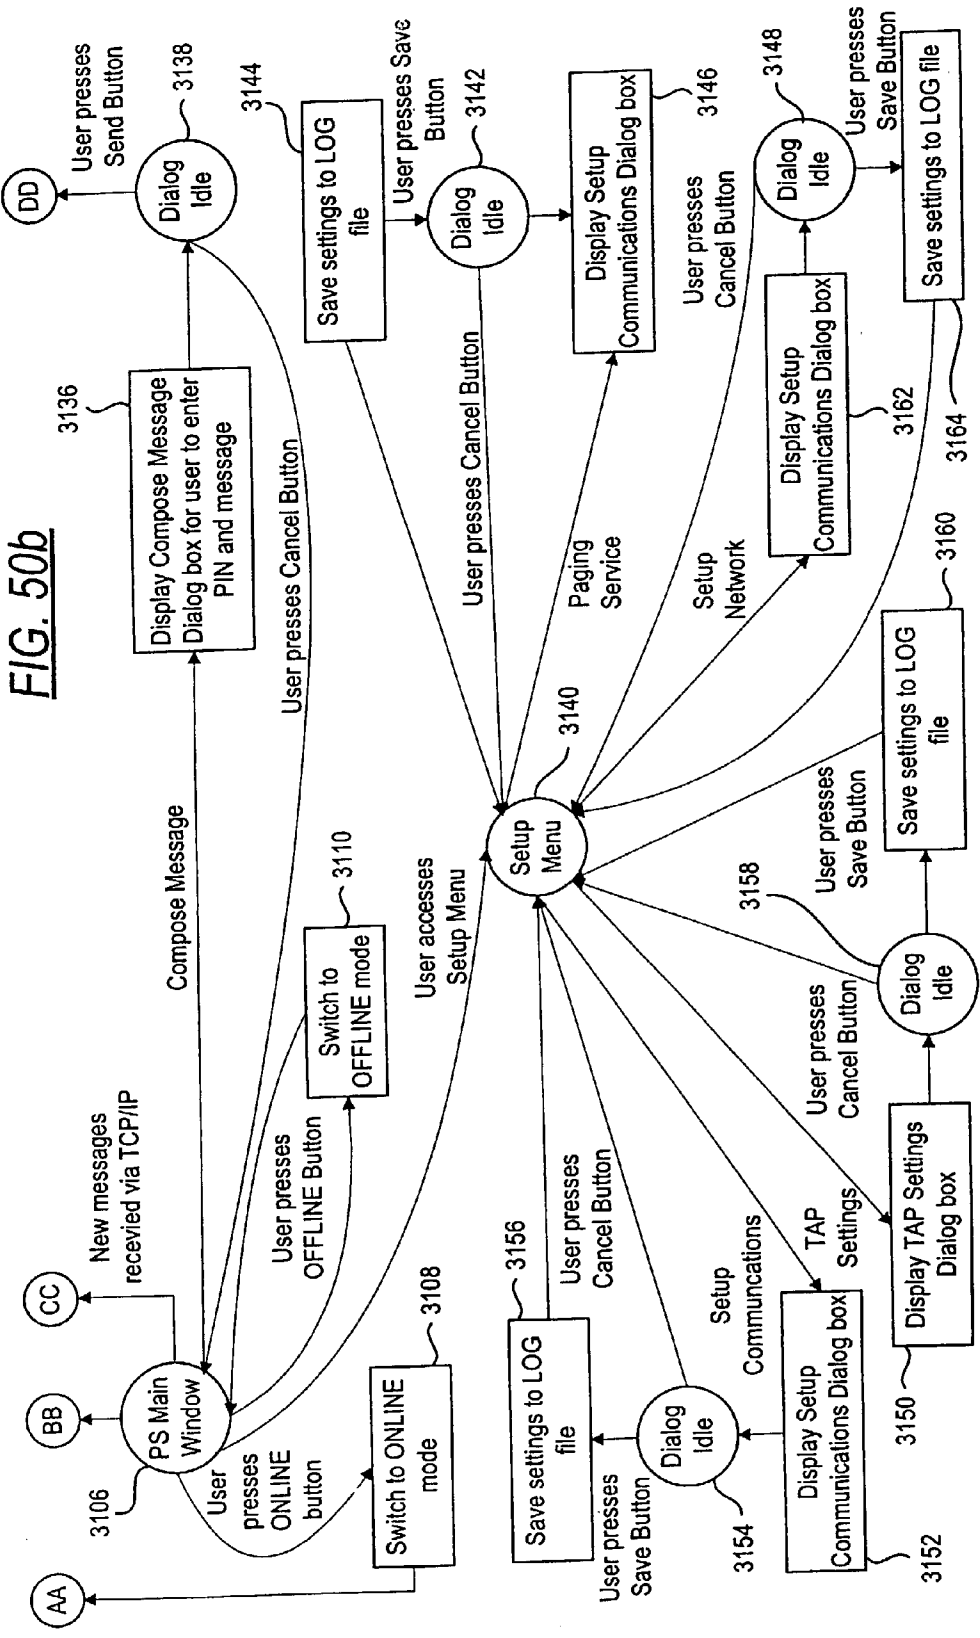 FIG. 50b
AA
BB
CC
New messages
recevied via TCP/IP
DD
User presses
Send Button
3106
PS Main
Window
Compose Message
3136
Display Compose Message
Dialog box for user to enter
PIN and message
Dialog
Idle
3138
User presses Cancel Button
User
presses
ONLINE
button
User presses
OFFLINE Button
Switch to
OFFLINE mode
3110
Switch to ONLINE
mode
3108
User accesses
Setup Menu
Setup
Menu
3140
3144
Save settings to LOG
file
User presses Save
Button
Dialog
Idle
3142
User presses Cancel Button
Display Setup
Communications Dialog box
3146
Paging
Service
User presses
Cancel Button
Dialog
Idle
3148
User presses
Save Button
Setup
Network
Display Setup
Communications Dialog box
3162
Save settings to LOG file
3164
Save settings to LOG
file
3156
User presses
Cancel Button
User presses
Save Button
Dialog
Idle
3154
Setup
Communcations
Display Setup
Communications Dialog box
3152
TAP
Settings
Display TAP Settings
Dialog box
3150
User presses
Cancel Button
Dialog
Idle
3158
User presses
Save Button
Save settings to LOG
file
3160